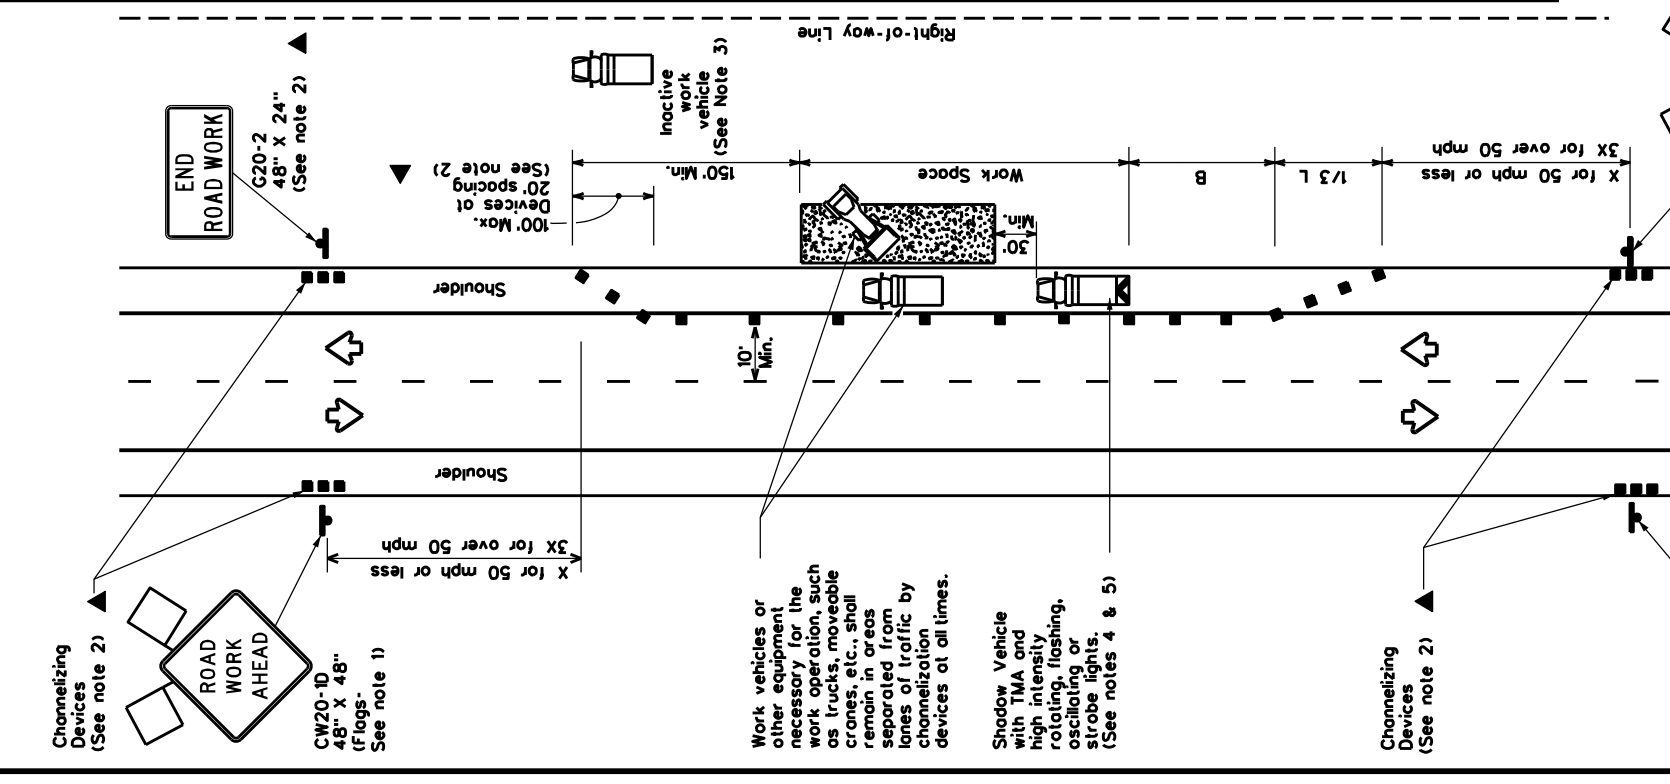 Right-of-way Line
END
ROAD WORK
G20-2
48" X 24"
(See note 2)
Inactive
work
vehicle
(See Note 3)
100' Max.
Devices at
20' spacing
(See note 2)
150' Min.
Work Space
B
1/3 L
X for 50 mph or less
3X for over 50 mph
30'
Min.
Shoulder
10'
Min.
Shoulder
X for 50 mph or less
3X for over 50 mph
Channelizing
Devices
(See note 2)
ROAD
WORK
AHEAD
CW20-1D
48" X 48"
(Flags-
See note 1)
Work vehicles or
other equipment
necessary for the
work operation, such
as trucks, moveable
cranes, etc., shall
remain in areas
separated from
lanes of traffic by
channelization
devices at all times.
Shadow Vehicle
with TMA and
high intensity
rotating, flashing,
oscillating or
strobe lights.
(See notes 4 & 5)
Channelizing
Devices
(See note 2)